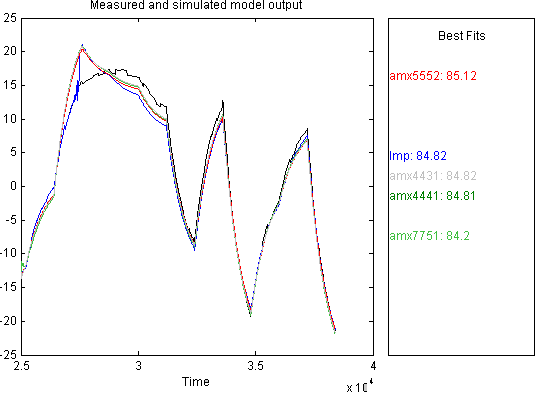 Measured and simulated model output
25
20
15
10
5
0
-5
-10
-15
-20
-25
2.5
3
3.5
4
x 10^4
Time
Best Fits
amx5552: 85.12
Imp: 84.82
amx4431: 84.82
amx4441: 84.81
amx7751: 84.2